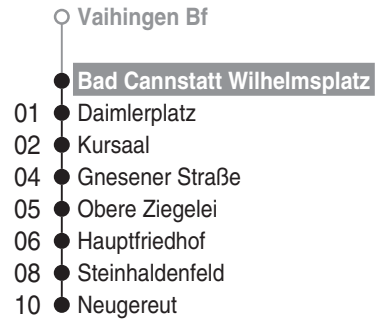 Vaihingen Bf
Bad Cannstatt Wilhelmsplatz
01 Daimlerplatz
02 Kursaal
04 Gnesener Straße
05 Obere Ziegelei
06 Hauptfriedhof
08 Steinhaldenfeld
10 Neugereut